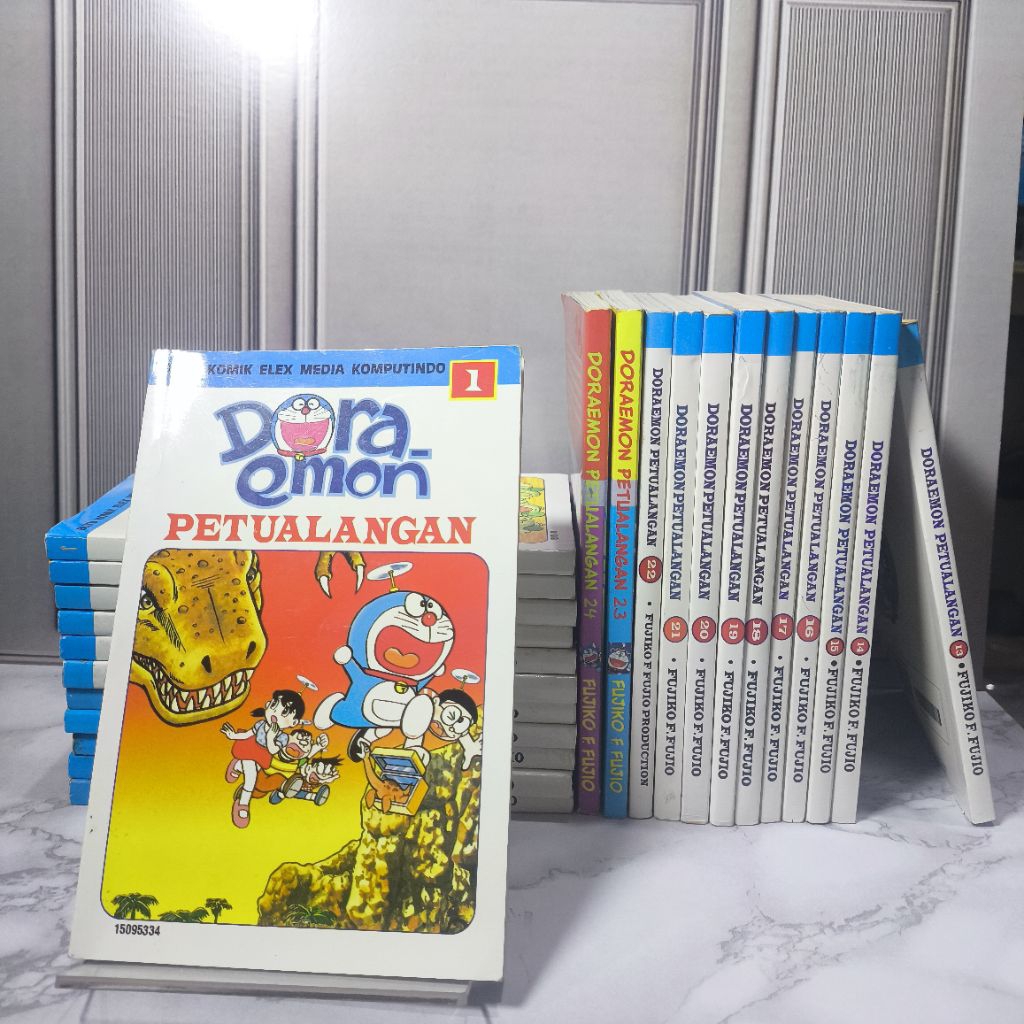 KOMIK ELEX MEDIA KOMPUTINDO
1
Doraemon
PETUALANGAN
15095334
DORAEMON PETUALANGAN 24 FUJIKO F. FUJIO
DORAEMON PETUALANGAN 23 FUJIKO F. FUJIO
DORAEMON PETUALANGAN 22 • FUJIKO F FUJIO PRODUCTION
DORAEMON PETUALANGAN 21 • FUJIKO F. FUJIO
DORAEMON PETUALANGAN 20 • FUJIKO F. FUJIO
DORAEMON PETUALANGAN 19 • FUJIKO F. FUJIO
DORAEMON PETUALANGAN 18 • FUJIKO F. FUJIO
DORAEMON PETUALANGAN 17 • FUJIKO F. FUJIO
DORAEMON PETUALANGAN 16 • FUJIKO F. FUJIO
DORAEMON PETUALANGAN 15 • FUJIKO F. FUJIO
DORAEMON PETUALANGAN 14 • FUJIKO F. FUJIO
DORAEMON PETUALANGAN 13 • FUJIKO F. FUJIO